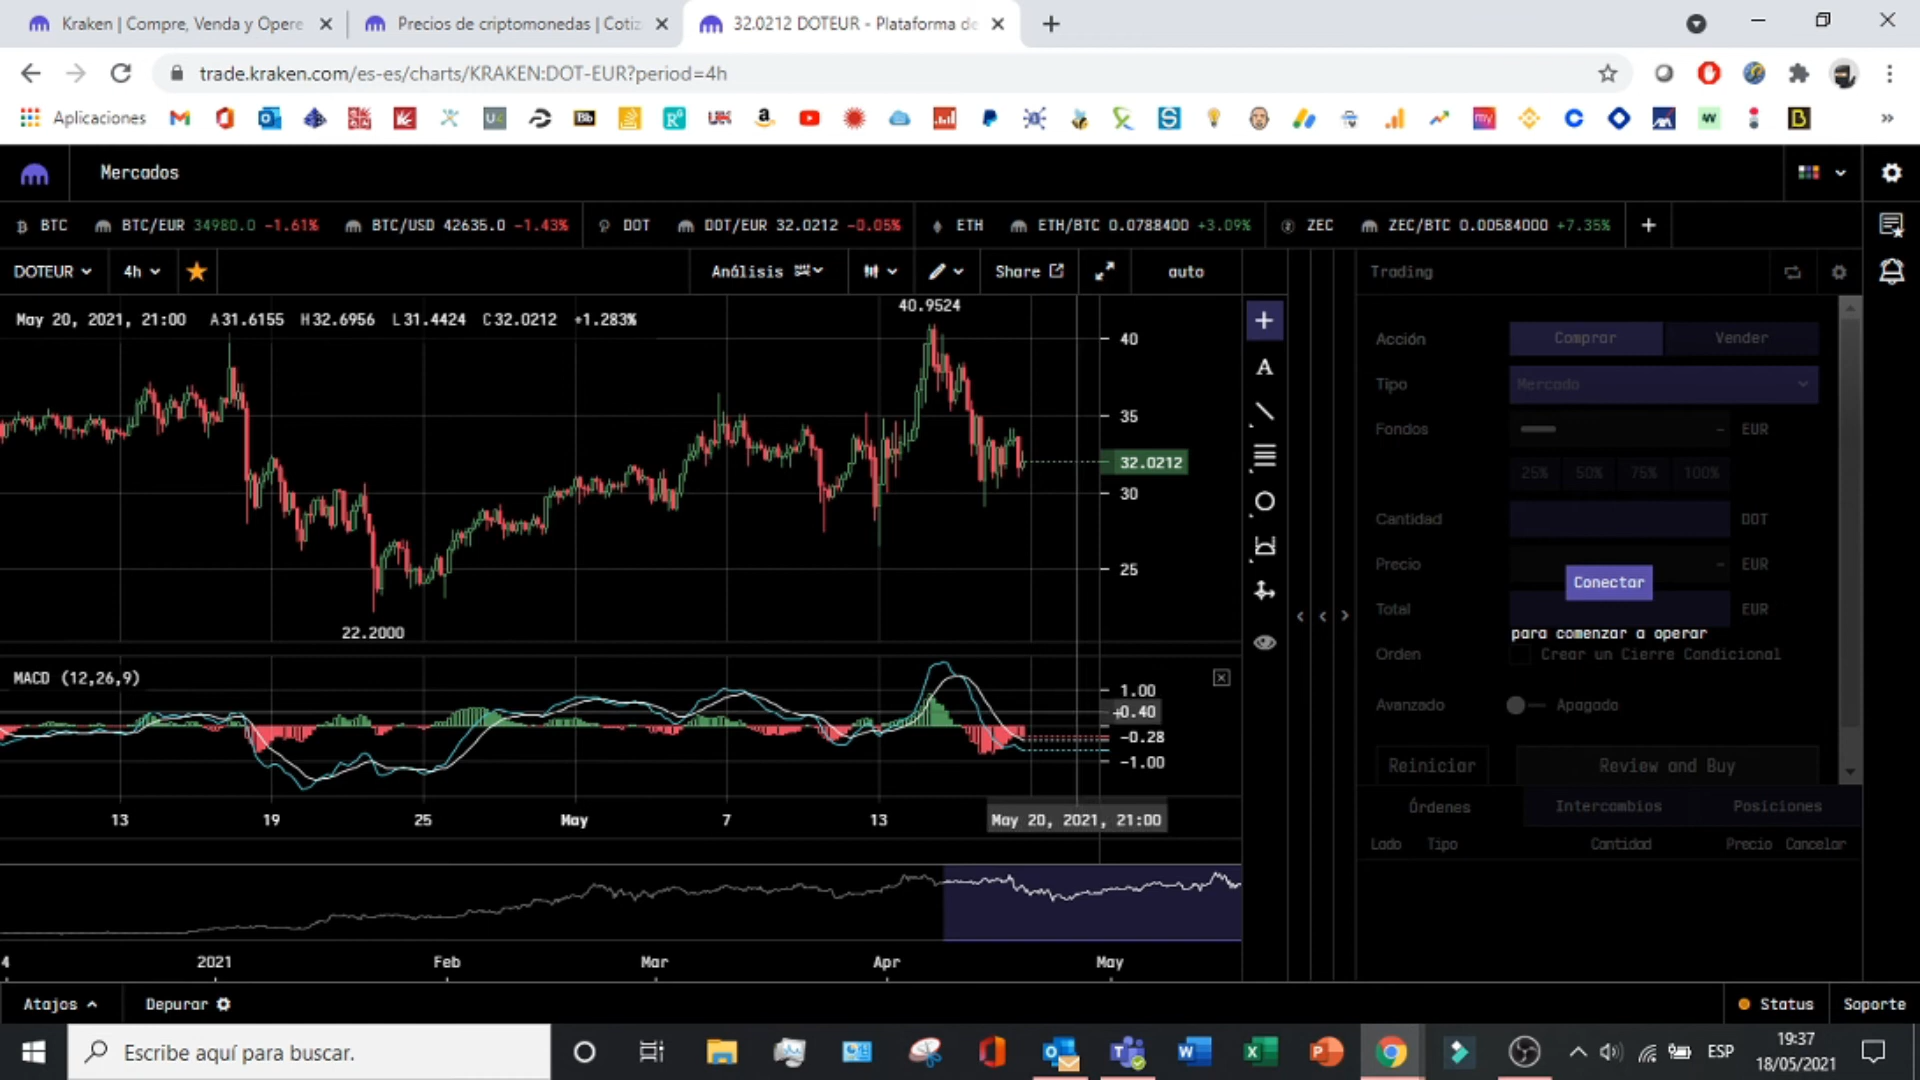 Kraken | Compre, Venda y Opere
Precios de criptomonedas | Cotiz
32.0212 DOTEUR - Plataforma de
trade.kraken.com/es-es/charts/KRAKEN:DOT-EUR?period=4h
Aplicaciones
Mercados
BTC BTC/EUR 34980.0 -1.61% BTC/USD 42635.0 -1.43% DOT DOT/EUR 32.0212 -0.05% ETH ETH/BTC 0.0788400 +3.09% ZEC ZEC/BTC 0.00584000 +7.35%
DOTEUR 4h Análisis Share auto
Trading
May 20, 2021, 21:00 A31.6155 H32.6956 L31.4424 C32.0212 +1.283%
40.9524
40
35
32.0212
30
25
22.2000
MACD (12,26,9)
1.00
+0.40
-0.28
-1.00
13 19 25 May 7 13 May 20, 2021, 21:00
4 2021 Feb Mar Apr May
Acción Comprar Vender
Tipo Mercado
Fondos - EUR
25% 50% 75% 100%
Cantidad DOT
Precio - EUR
Conectar
Total EUR
para comenzar a operar
Orden Crear un Cierre Condicional
Avanzado Apagado
Reiniciar Review and Buy
Órdenes Intercambios Posiciones
Lado Tipo Cantidad Precio Cancelar
Atajos Depurar Status Soporte
Escribe aquí para buscar.
ESP
19:37
18/05/2021